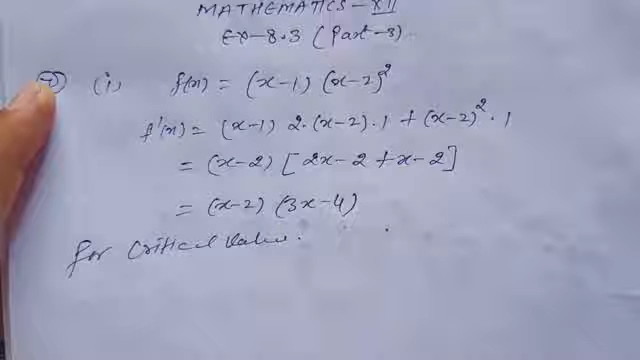 MATHEMATICS-XII
EX-8.3 (Part-3)
7 (i) f(x) = (x-1) (x-2)²
f'(x) = (x-1) 2.(x-2).1 + (x-2)².1
= (x-2) [2x-2+x-2]
= (x-2) (3x-4)
for critical value.